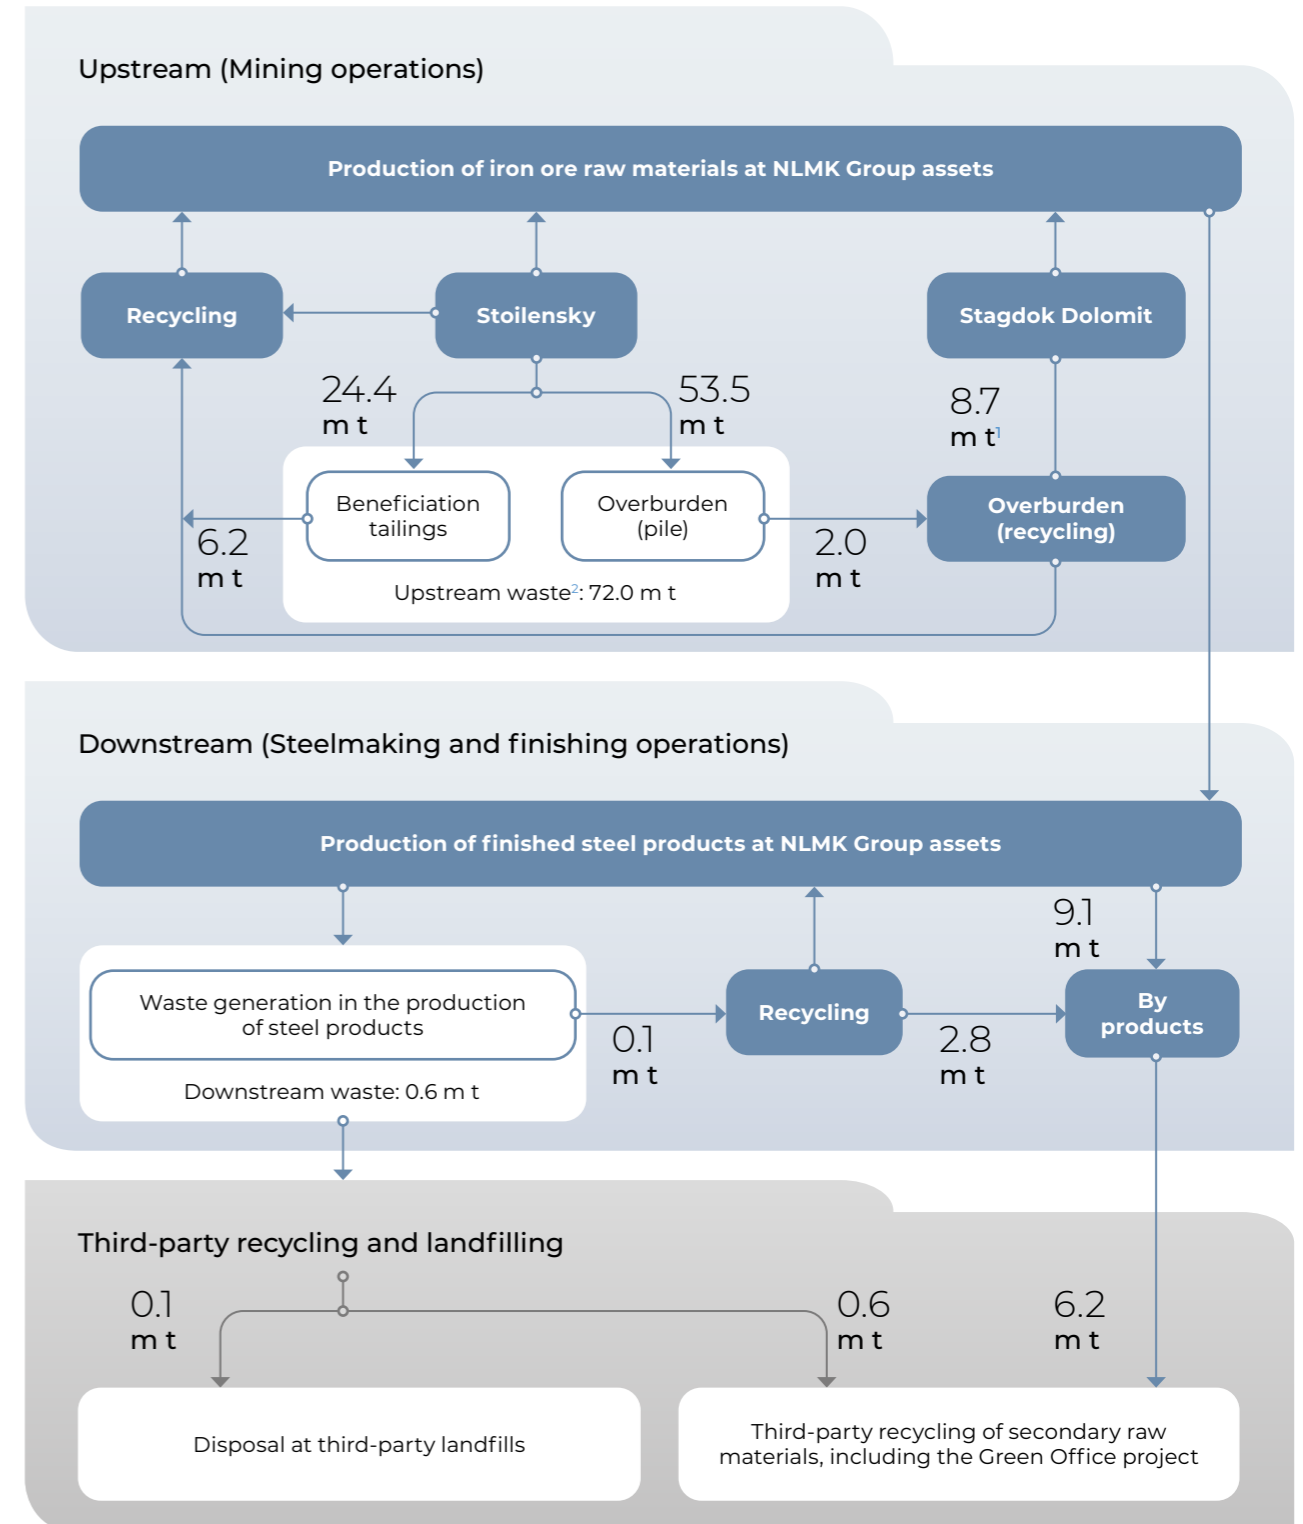 Upstream (Mining operations)
Production of iron ore raw materials at NLMK Group assets
Recycling
Stoilensky
Stagdok Dolomit
24.4
m t
53.5
m t
8.7
m t¹
Beneficiation
tailings
Overburden
(pile)
Overburden
(recycling)
6.2
m t
2.0
m t
Upstream waste²: 72.0 m t
Downstream (Steelmaking and finishing operations)
Production of finished steel products at NLMK Group assets
9.1
m t
Waste generation in the production
of steel products
Recycling
By
products
0.1
m t
2.8
m t
Downstream waste: 0.6 m t
Third-party recycling and landfilling
0.1
m t
0.6
m t
6.2
m t
Disposal at third-party landfills
Third-party recycling of secondary raw
materials, including the Green Office project